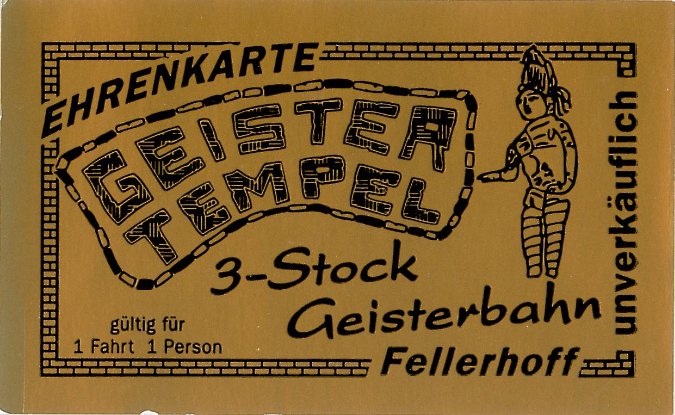 EHRENKARTE
GEISTER
TEMPEL
3-Stock
Geisterbahn
gültig für
1 Fahrt 1 Person
Fellerhoff
unverkäuflich